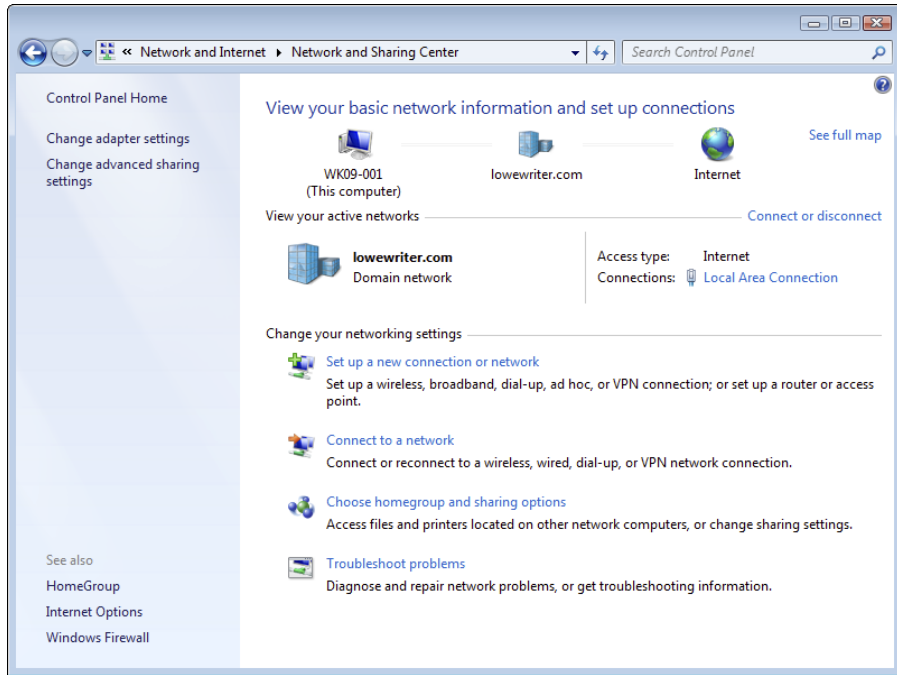 « Network and Internet ▸ Network and Sharing Center
Search Control Panel
Control Panel Home
Change adapter settings
Change advanced sharing
settings
See also
HomeGroup
Internet Options
Windows Firewall
View your basic network information and set up connections
See full map
WK09-001
(This computer)
lowewriter.com
Internet
View your active networks
Connect or disconnect
lowewriter.com
Domain network
Access type: Internet
Connections: Local Area Connection
Change your networking settings
Set up a new connection or network
Set up a wireless, broadband, dial-up, ad hoc, or VPN connection; or set up a router or access
point.
Connect to a network
Connect or reconnect to a wireless, wired, dial-up, or VPN network connection.
Choose homegroup and sharing options
Access files and printers located on other network computers, or change sharing settings.
Troubleshoot problems
Diagnose and repair network problems, or get troubleshooting information.